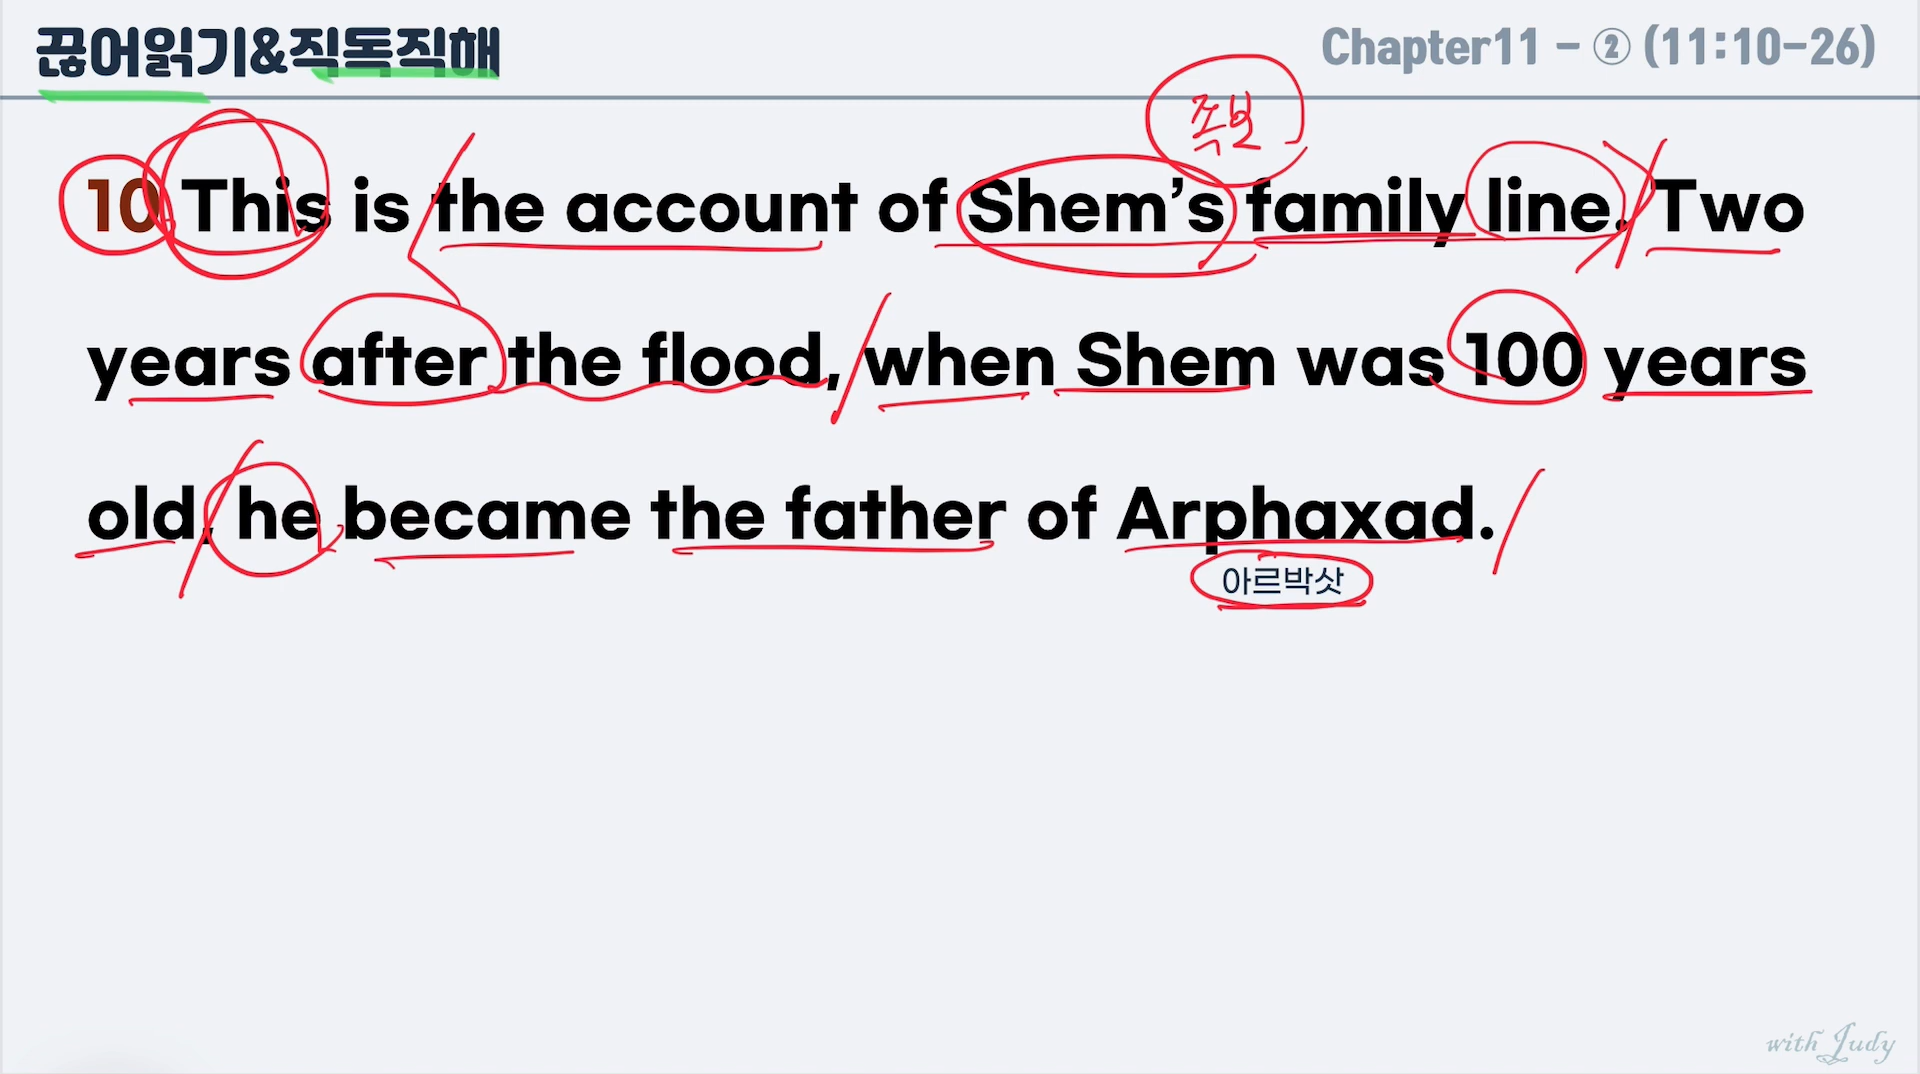 끊어읽기&직독직해
Chapter11 - ② (11:10-26)
족보
10 This is the account of Shem’s family line. Two
years after the flood, when Shem was 100 years
old, he became the father of Arphaxad.
아르박삿
with Judy